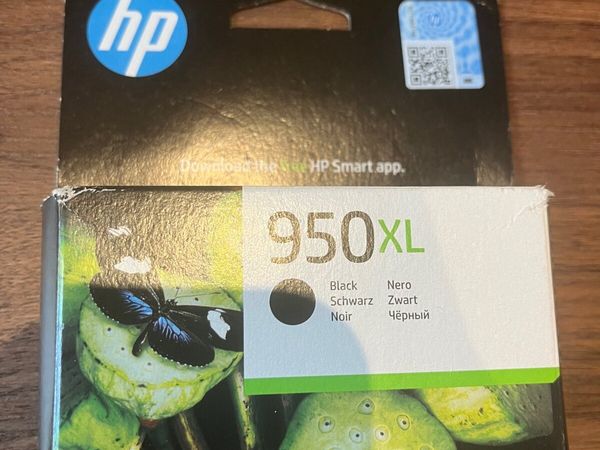 hp
Download the free HP Smart app.
950XL
Black Nero
Schwarz Zwart
Noir Чёрный